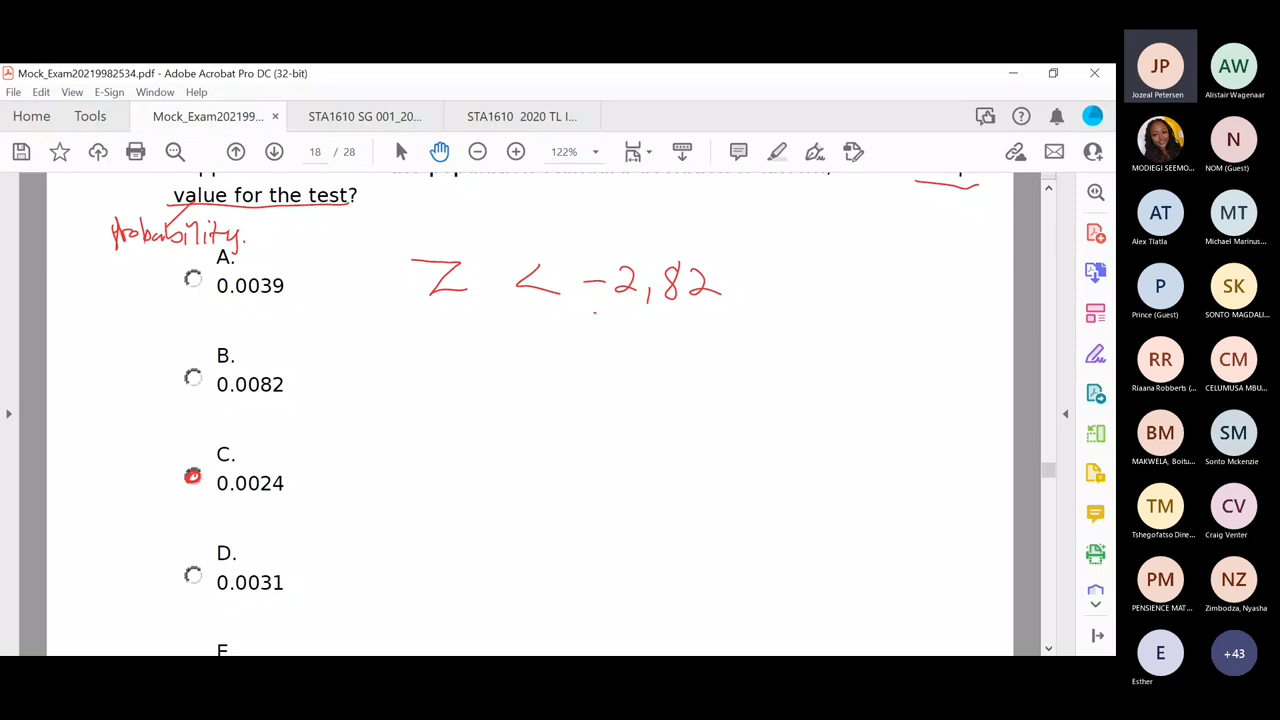 Mock_Exam20219982534.pdf - Adobe Acrobat Pro DC (32-bit)
File Edit View E-Sign Window Help
Home Tools Mock_Exam202199... × STA1610 SG 001_20... STA1610 2020 TL I...
18 / 28 122%
value for the test?
probability.
A.
0.0039
Z < -2,82
B.
0.0082
C.
0.0024
D.
0.0031
JP
Jozeal Petersen
AW
Alistair Wagenaar
MODIEGI SEEMO...
N
NOM (Guest)
AT
Alex Tlatla
MT
Michael Marinus...
P
Prince (Guest)
SK
SONTO MAGDALI...
RR
Riaana Robberts (...
CM
CELUMUSA MBU...
BM
MAKWELA, Boitu...
SM
Sonto Mckenzie
TM
Tshegofatso Dine...
CV
Craig Venter
PM
PENSIENCE MAT...
NZ
Zimbodza, Nyasha
E
Esther
+43